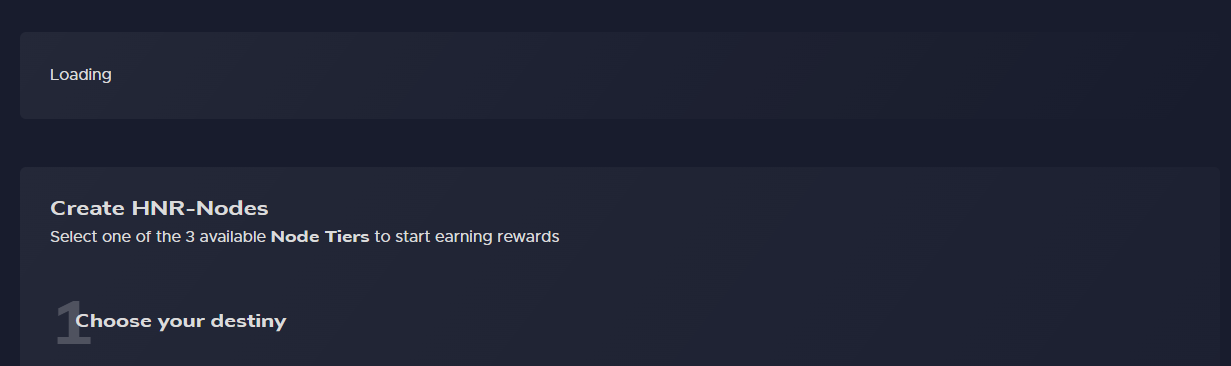 Loading
Create HNR-Nodes
Select one of the 3 available Node Tiers to start earning rewards
1
Choose your destiny